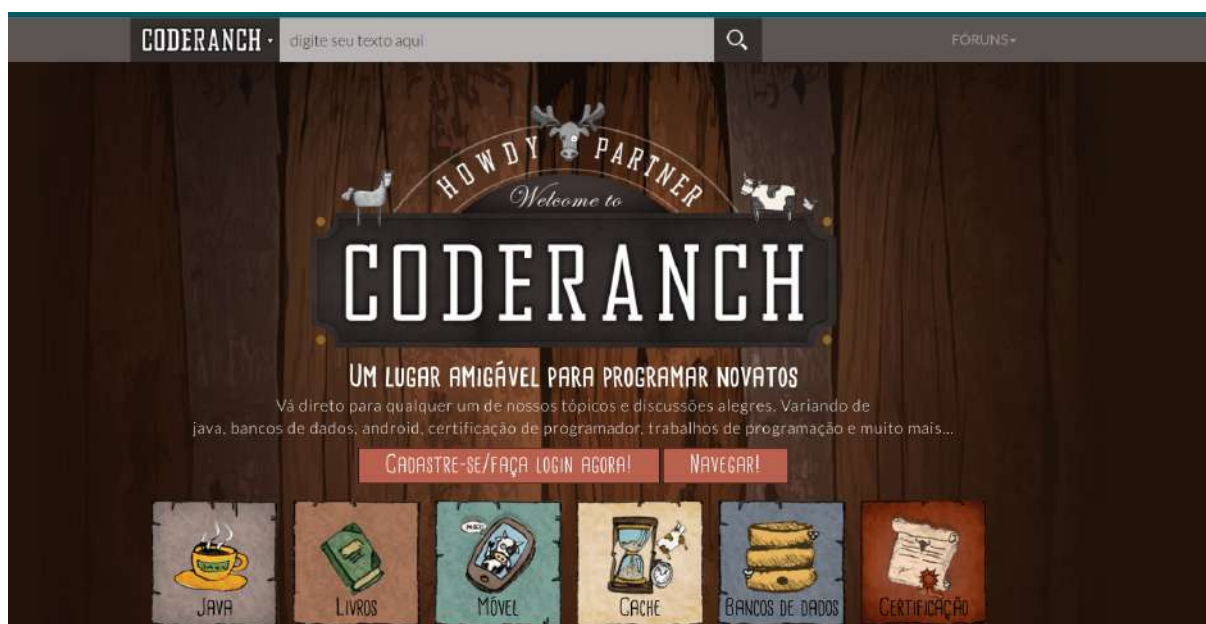 CODERANCH
digite seu texto aqui
FÓRUNS
HOWDY PARTNER
Welcome to
CODERANCH
UM LUGAR AMIGÁVEL PARA PROGRAMAR NOVATOS
Vá direto para qualquer um de nossos tópicos e discussões alegres. Variando de
java, bancos de dados, android, certificação de programador, trabalhos de programação e muito mais...
CADASTRE-SE/FAÇA LOGIN AGORA! NAVEGAR!
JAVA LIVROS MÓVEL CACHE BANCOS DE DADOS CERTIFICAÇÃO